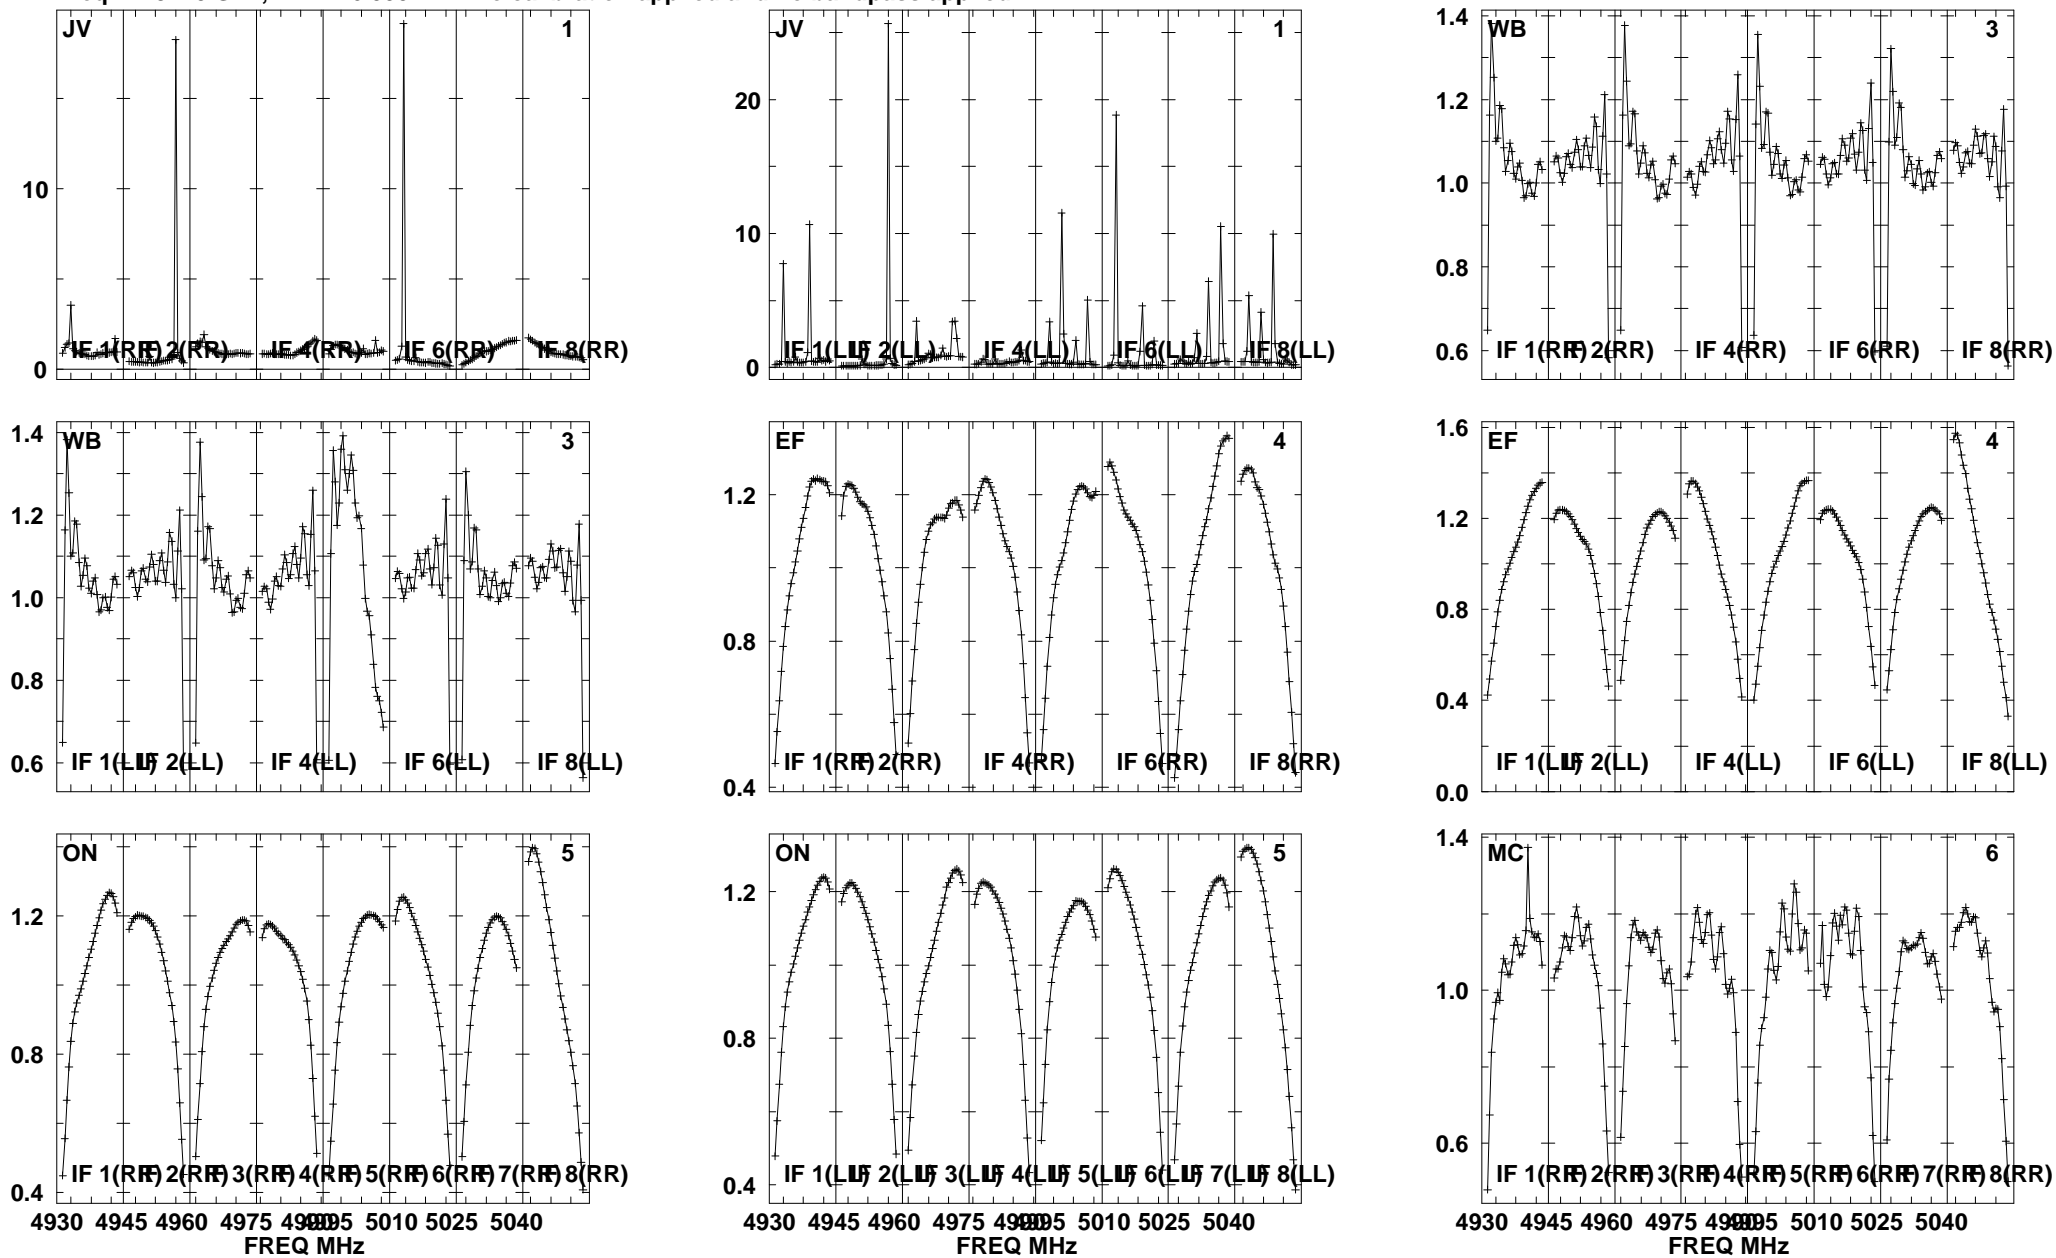 JV 1
10
0
IF 1(RR) IF 2(RR) IF 4(RR) IF 6(RR) IF 8(RR)
JV 1
20
10
0
IF 1(LL) IF 2(LL) IF 4(LL) IF 6(LL) IF 8(LL)
WB 3
1.4
1.2
1.0
0.8
0.6
IF 1(RR) IF 2(RR) IF 4(RR) IF 6(RR) IF 8(RR)
WB 3
1.4
1.2
1.0
0.8
0.6
IF 1(LL) IF 2(LL) IF 4(LL) IF 6(LL) IF 8(LL)
EF 4
1.2
0.8
0.4
IF 1(RR) IF 2(RR) IF 4(RR) IF 6(RR) IF 8(RR)
EF 4
1.6
1.2
0.8
0.4
0.0
IF 1(LL) IF 2(LL) IF 4(LL) IF 6(LL) IF 8(LL)
ON 5
1.2
0.8
0.4
IF 1(RR) IF 2(RR) IF 3(RR) IF 4(RR) IF 5(RR) IF 6(RR) IF 7(RR) IF 8(RR)
4930 4945 4960 4975 4990 4995 5010 5025 5040
FREQ MHz
ON 5
1.2
0.8
0.4
IF 1(LL) IF 2(LL) IF 3(LL) IF 4(LL) IF 5(LL) IF 6(LL) IF 7(LL) IF 8(LL)
4930 4945 4960 4975 4990 4995 5010 5025 5040
FREQ MHz
MC 6
1.4
1.0
0.6
IF 1(RR) IF 2(RR) IF 3(RR) IF 4(RR) IF 5(RR) IF 6(RR) IF 7(RR) IF 8(RR)
4930 4945 4960 4975 4990 4995 5010 5025 5040
FREQ MHz